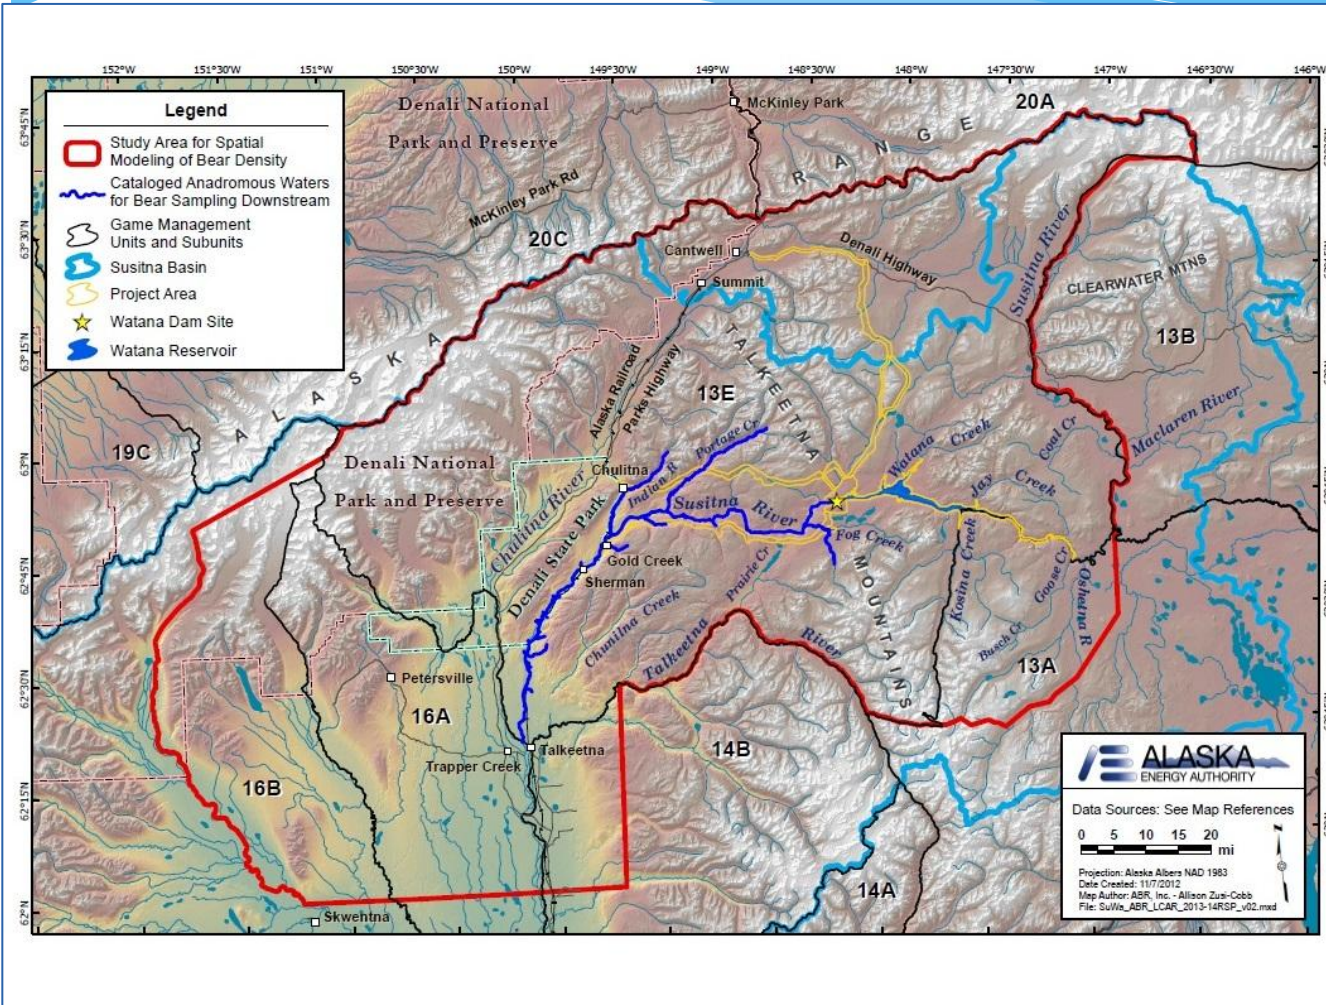 152°W
151°30'W
151°W
150°30'W
150°W
149°30'W
149°W
148°30'W
148°W
147°30'W
147°W
146°30'W
146°W
63°45'N
63°30'N
63°15'N
63°N
62°45'N
62°30'N
62°15'N
62°N
Legend
Study Area for Spatial
Modeling of Bear Density
Cataloged Anadromous Waters
for Bear Sampling Downstream
Game Management
Units and Subunits
Susitna Basin
Project Area
Watana Dam Site
Watana Reservoir
Denali National
Park and Preserve
McKinley Park
20A
McKinley Park Rd
ALASKA RANGE
20C
Cantwell
Denali Highway
Summit
Susitna River
CLEARWATER MTNS
13B
TALKEETNA MOUNTAINS
Alaska Railroad
Parks Highway
13E
Maclaren River
19C
Denali National
Park and Preserve
Portage Cr
Watana Creek
Coal Cr
Chulitna
Indian R
Chulitna River
Susitna River
Jay Creek
Denali State Park
Fog Creek
Gold Creek
Sherman
Kosina Creek
Goose Cr
Oshetna R
Prairie Cr
Chunilna Creek
Talkeetna River
Busch Cr
13A
Petersville
16A
Talkeetna
Trapper Creek
14B
16B
14A
Skwentna
ALASKA
ENERGY AUTHORITY
Data Sources: See Map References
0 5 10 15 20
mi
N
Projection: Alaska Albers NAD 1983
Date Created: 11/7/2012
Map Author: ABR, Inc. - Allison Zusi-Cobb
File: SuWa_ABR_LCAR_2013-14RSP_v02.mxd